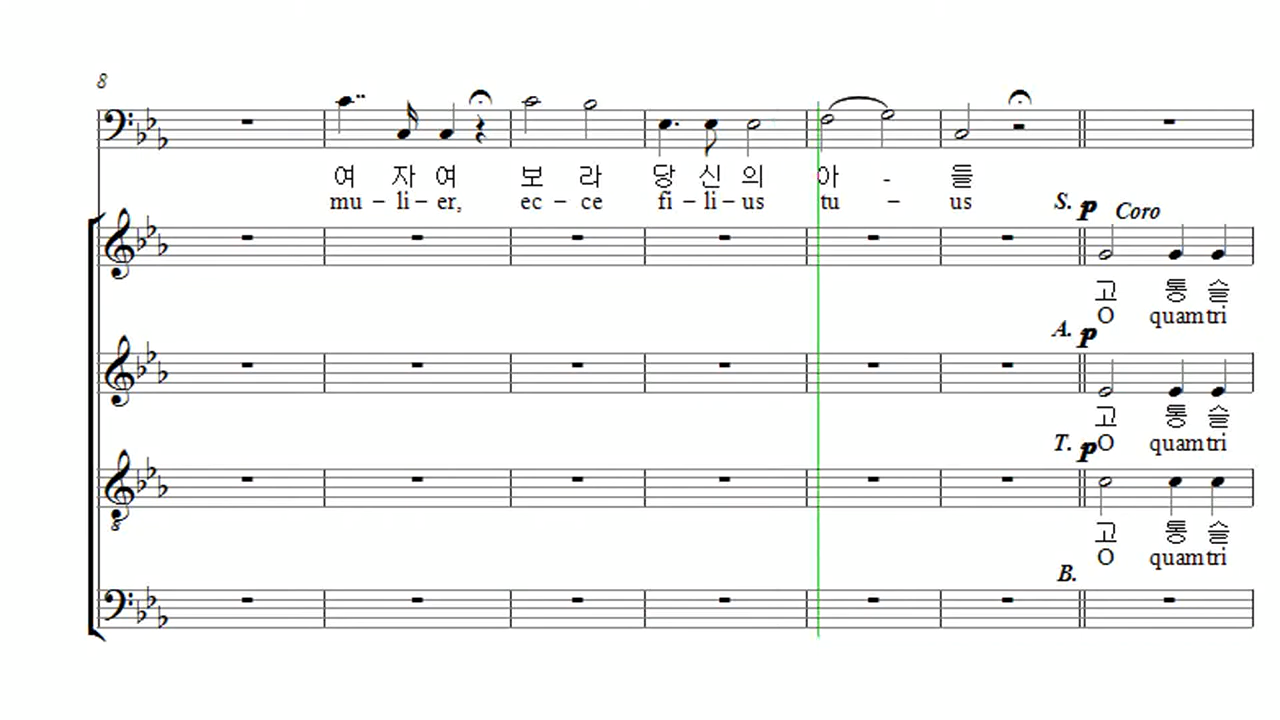 8
여 자 여 보 라 당 신 의 아 - 들
mu – li – er, ec – ce fi – li – us tu – us
S. p Coro
고 통 슬
O quam tri
A. p
고 통 슬
O quam tri
T. p
8
고 통 슬
O quam tri
B.